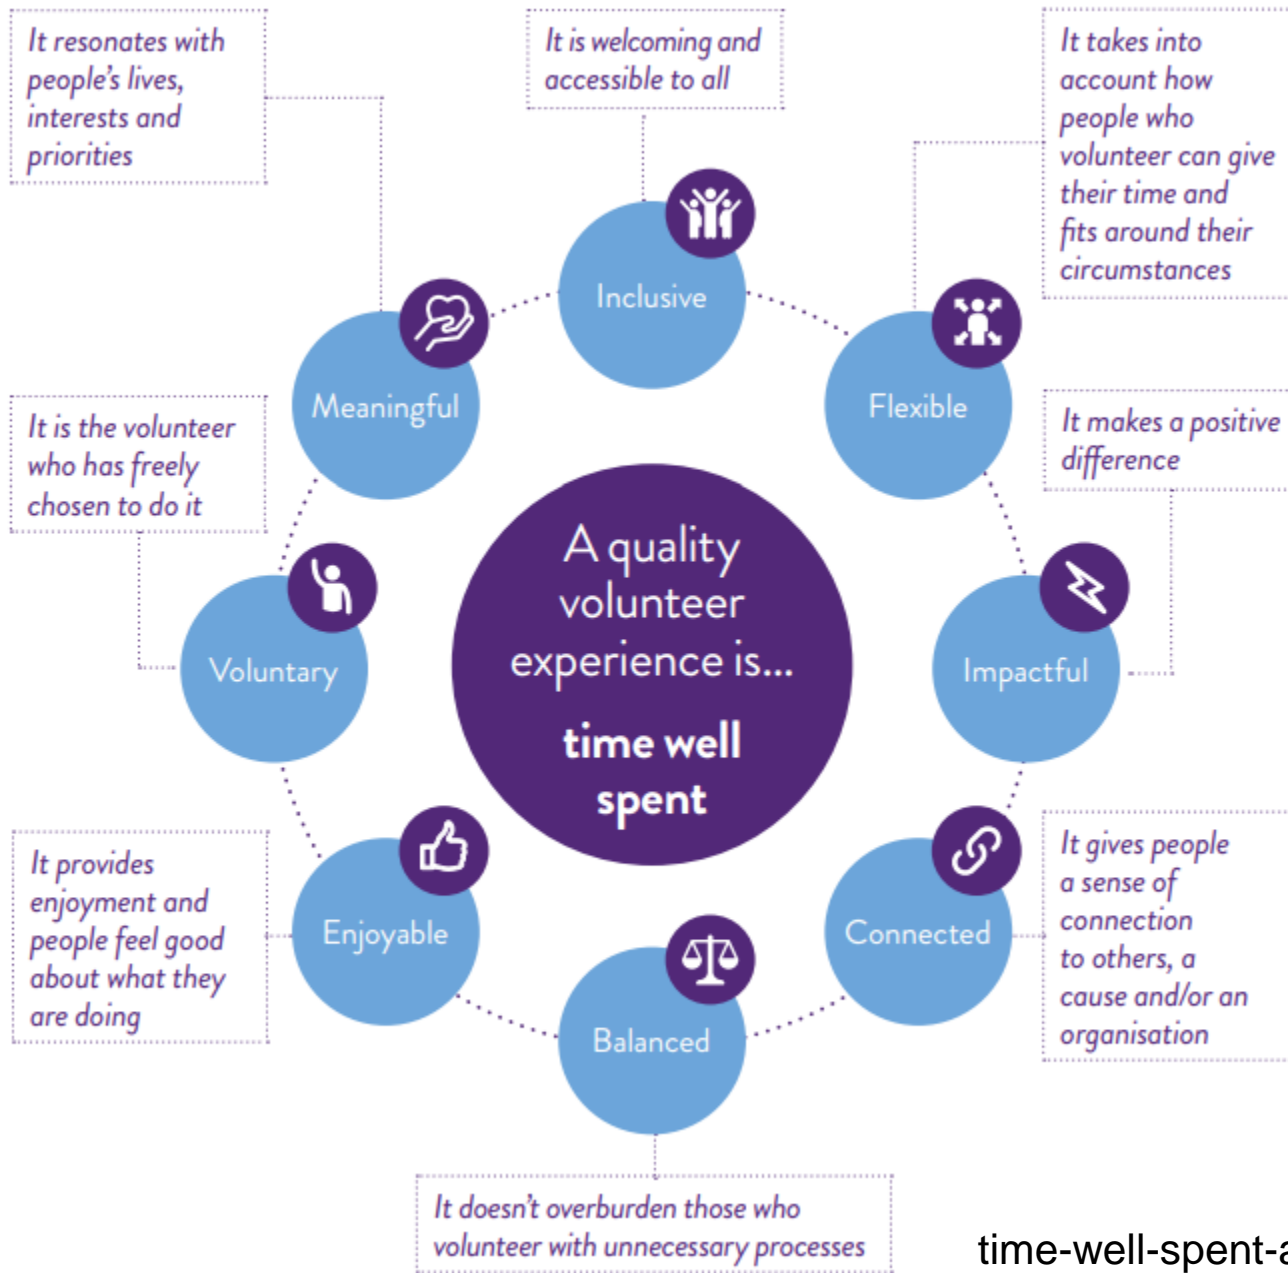 It resonates with
people's lives,
interests and
priorities
It is welcoming and
accessible to all
It takes into
account how
people who
volunteer can give
their time and
fits around their
circumstances
Inclusive
Meaningful
Flexible
It is the volunteer
who has freely
chosen to do it
It makes a positive
difference
A quality
volunteer
experience is...
time well
spent
Voluntary
Impactful
It provides
enjoyment and
people feel good
about what they
are doing
Enjoyable
Connected
It gives people
a sense of
connection
to others, a
cause and/or an
organisation
Balanced
It doesn't overburden those who
volunteer with unnecessary processes
time-well-spent-a